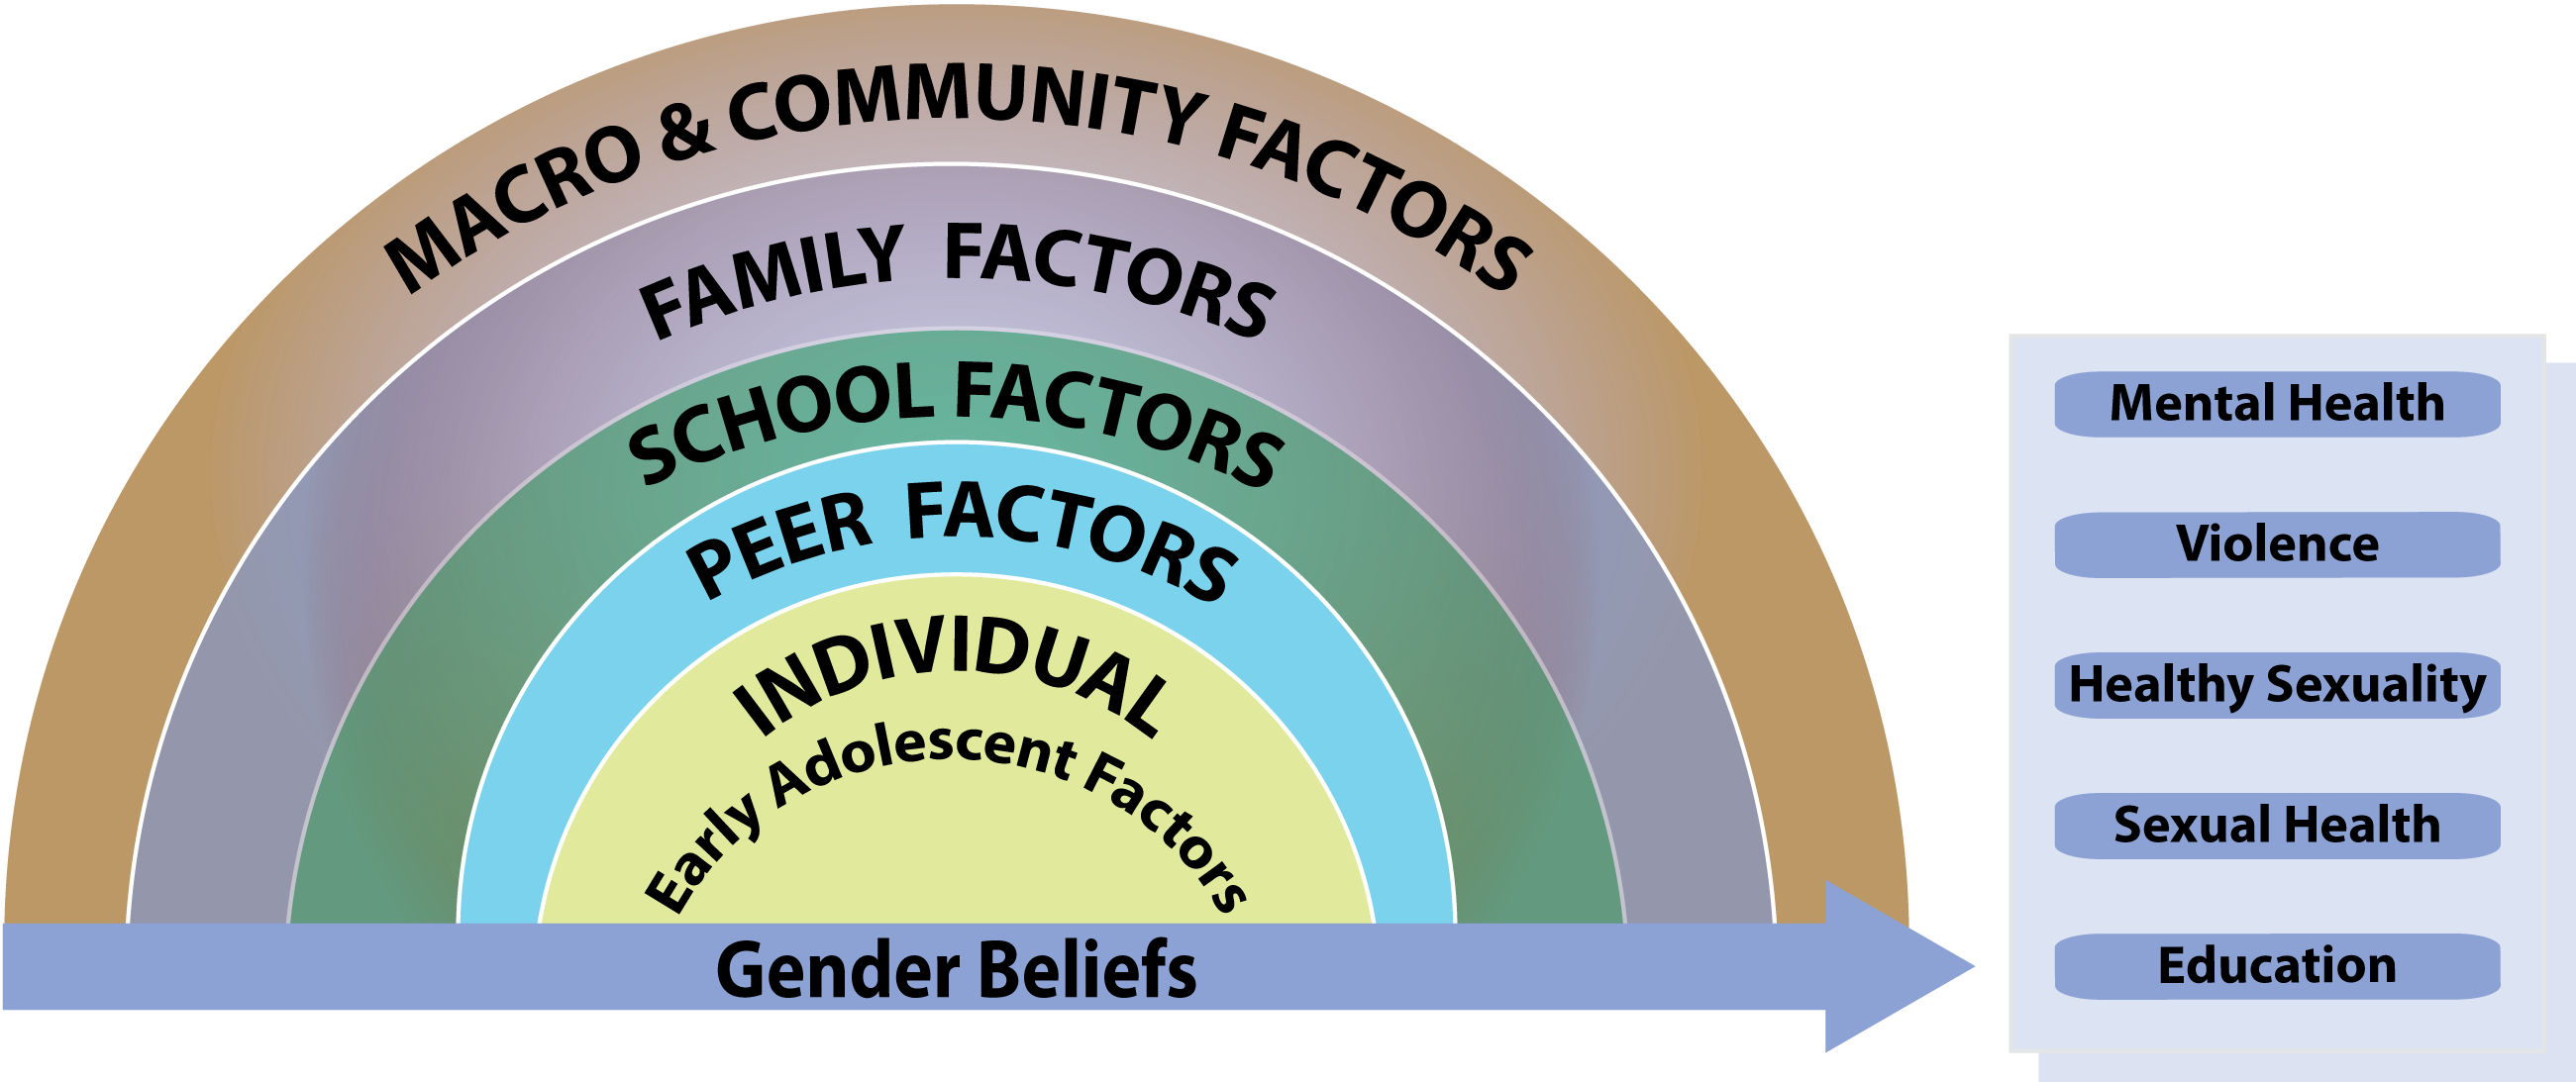 MACRO & COMMUNITY FACTORS
FAMILY FACTORS
SCHOOL FACTORS
PEER FACTORS
INDIVIDUAL
Early Adolescent Factors
Gender Beliefs
Mental Health
Violence
Healthy Sexuality
Sexual Health
Education